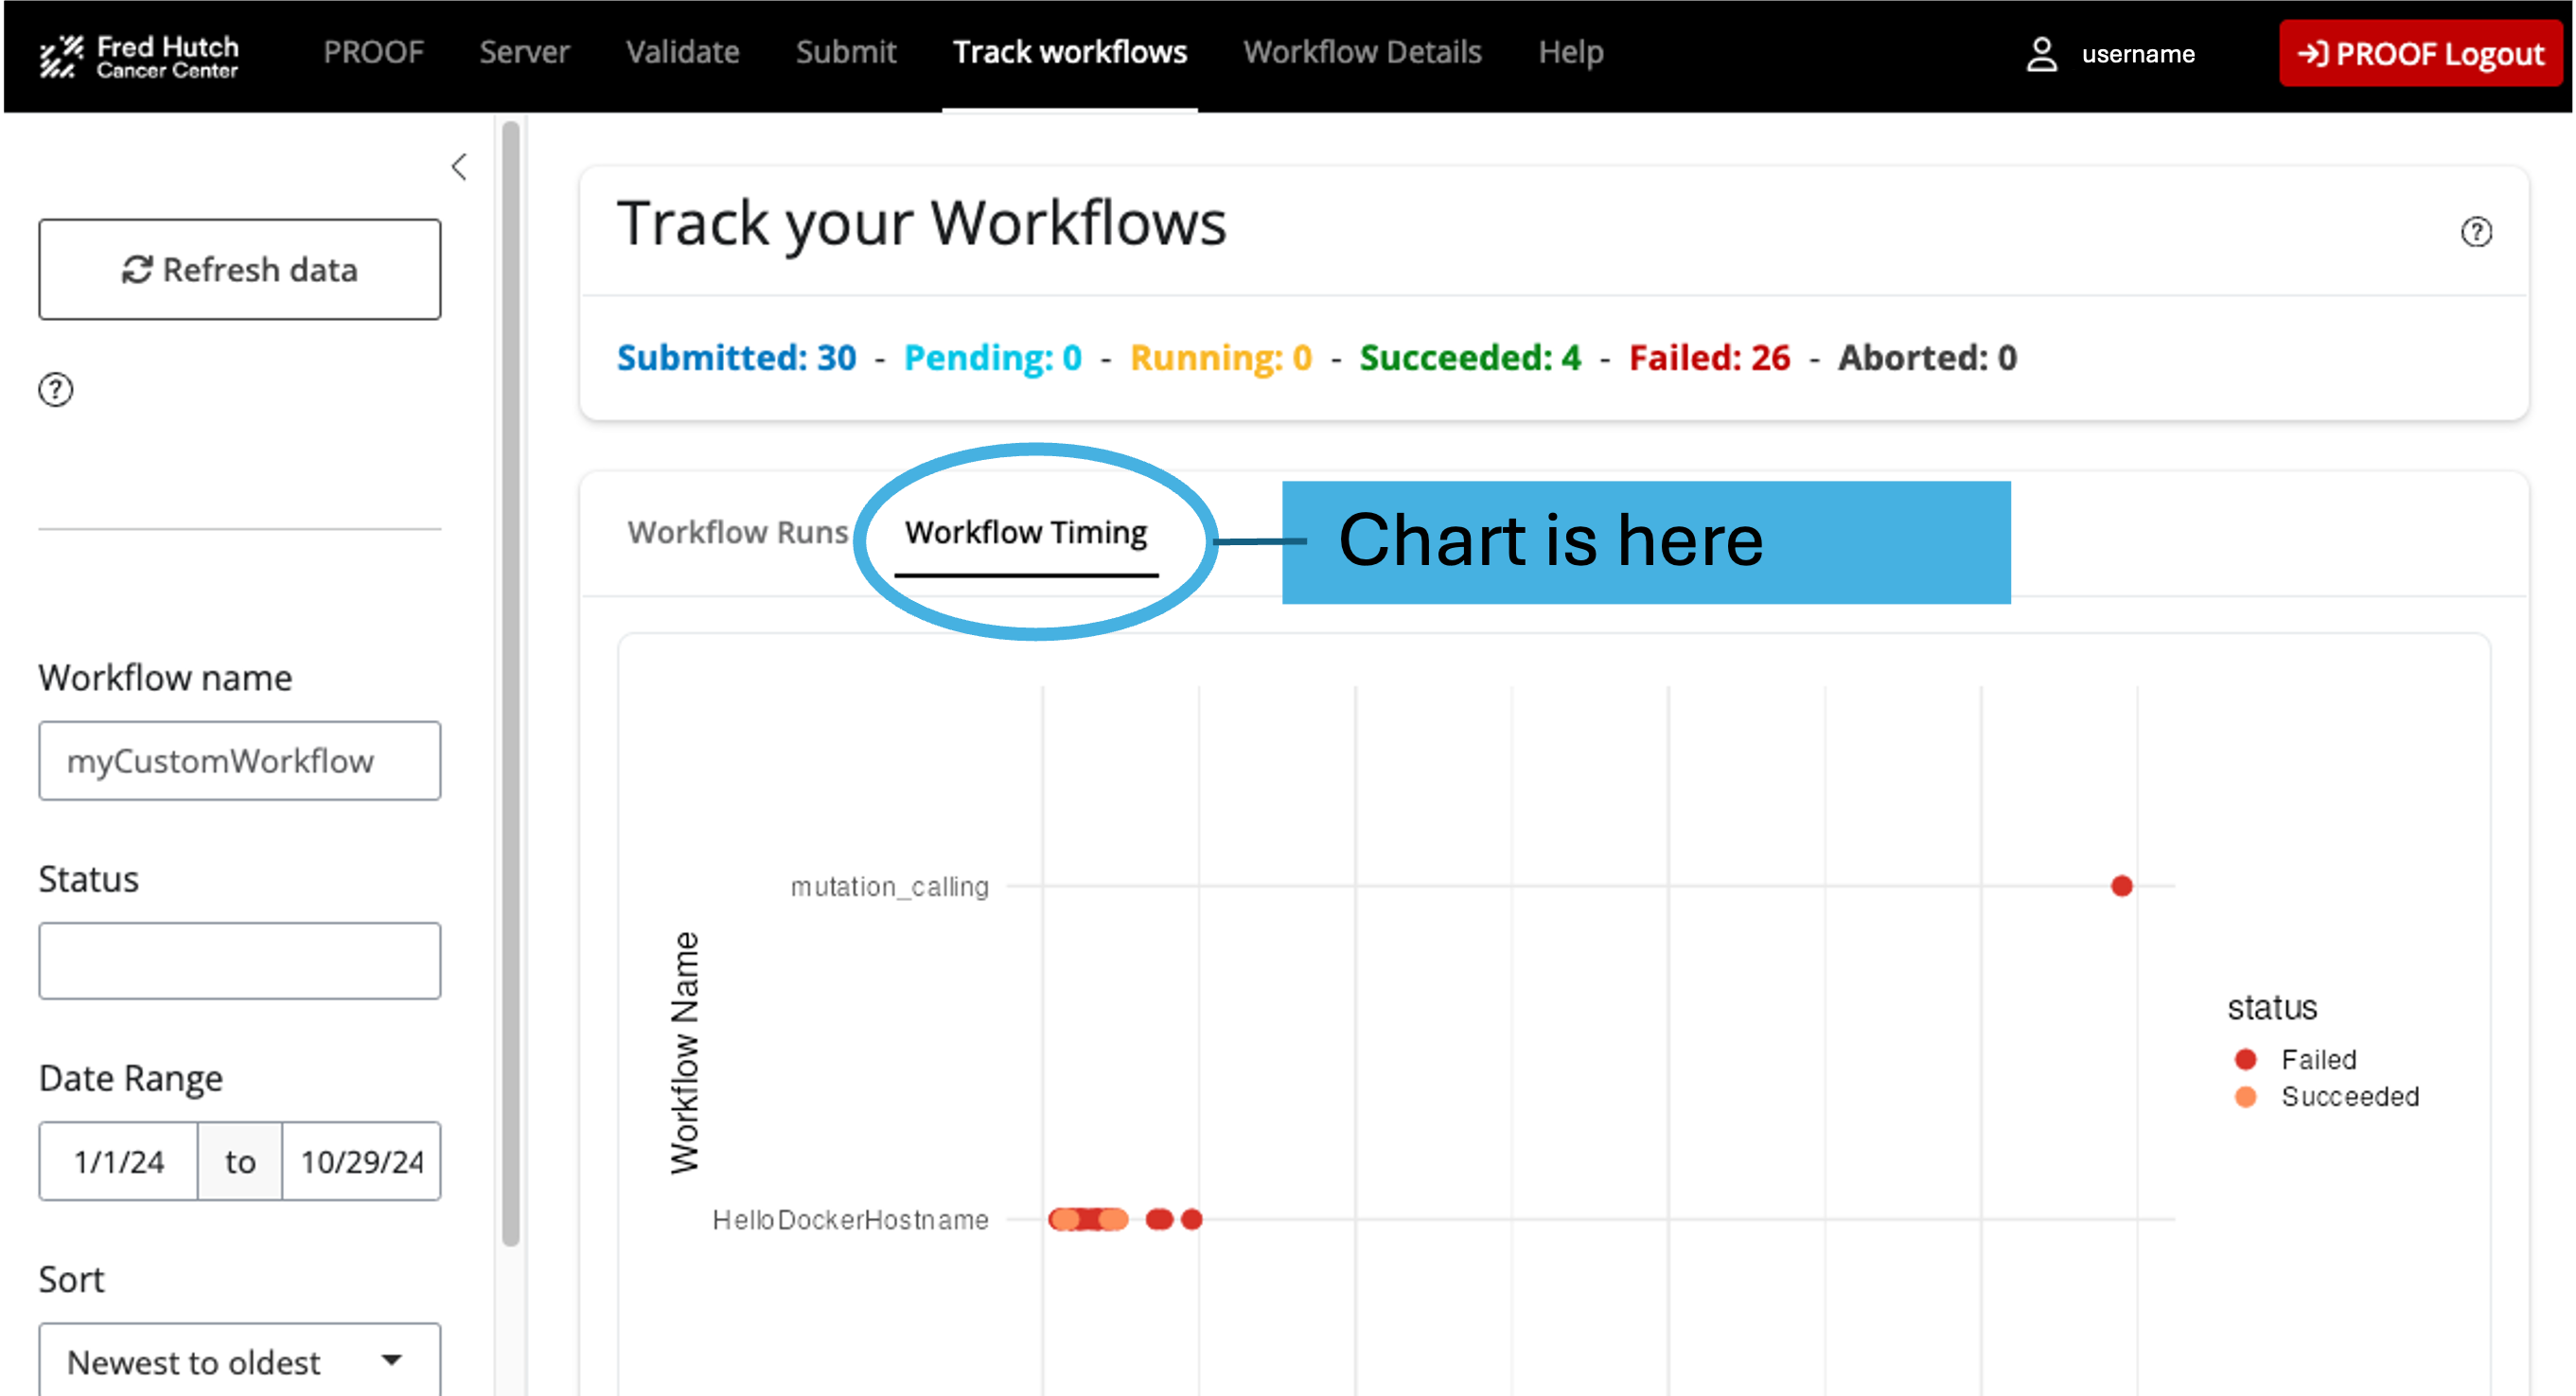 Fred Hutch
Cancer Center
PROOF Server Validate Submit Track workflows Workflow Details Help username PROOF Logout
Refresh data
?
Workflow name
myCustomWorkflow
Status
Date Range
1/1/24 to 10/29/24
Sort
Newest to oldest
Track your Workflows
?
Submitted: 30 - Pending: 0 - Running: 0 - Succeeded: 4 - Failed: 26 - Aborted: 0
Workflow Runs Workflow Timing Chart is here
Workflow Name
mutation_calling
HelloDockerHostname
status
Failed
Succeeded